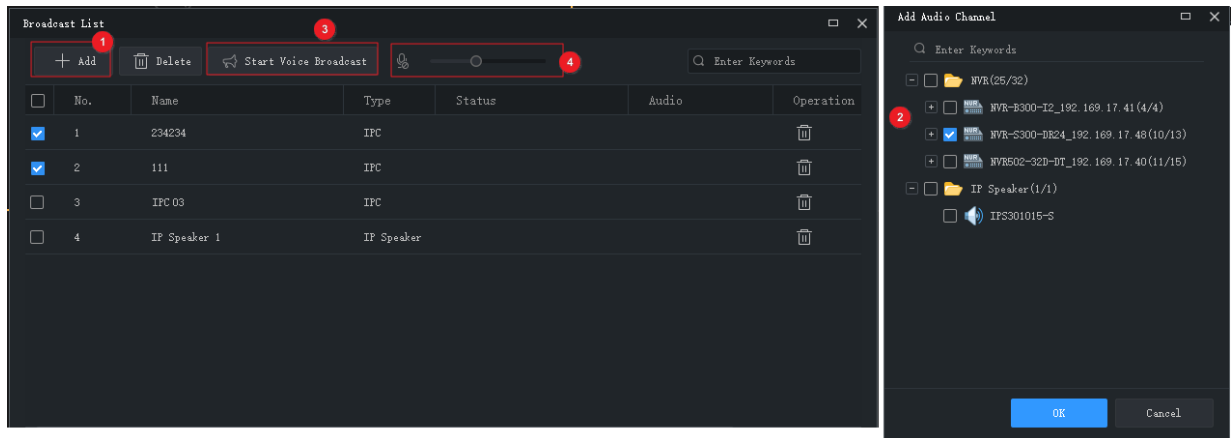 Broadcast List
3
1
Add
Delete
Start Voice Broadcast
4
Enter Keywords
No. Name Type Status Audio Operation
1 234234 IPC
2 111 IPC
3 IPC 03 IPC
4 IP Speaker 1 IP Speaker
Add Audio Channel
Enter Keywords
NVR(25/32)
2
NVR-B300-I2_192.169.17.41(4/4)
NVR-S300-DR24_192.169.17.48(10/13)
NVR502-32D-DT_192.169.17.40(11/15)
IP Speaker(1/1)
IPS301015-S
OK Cancel